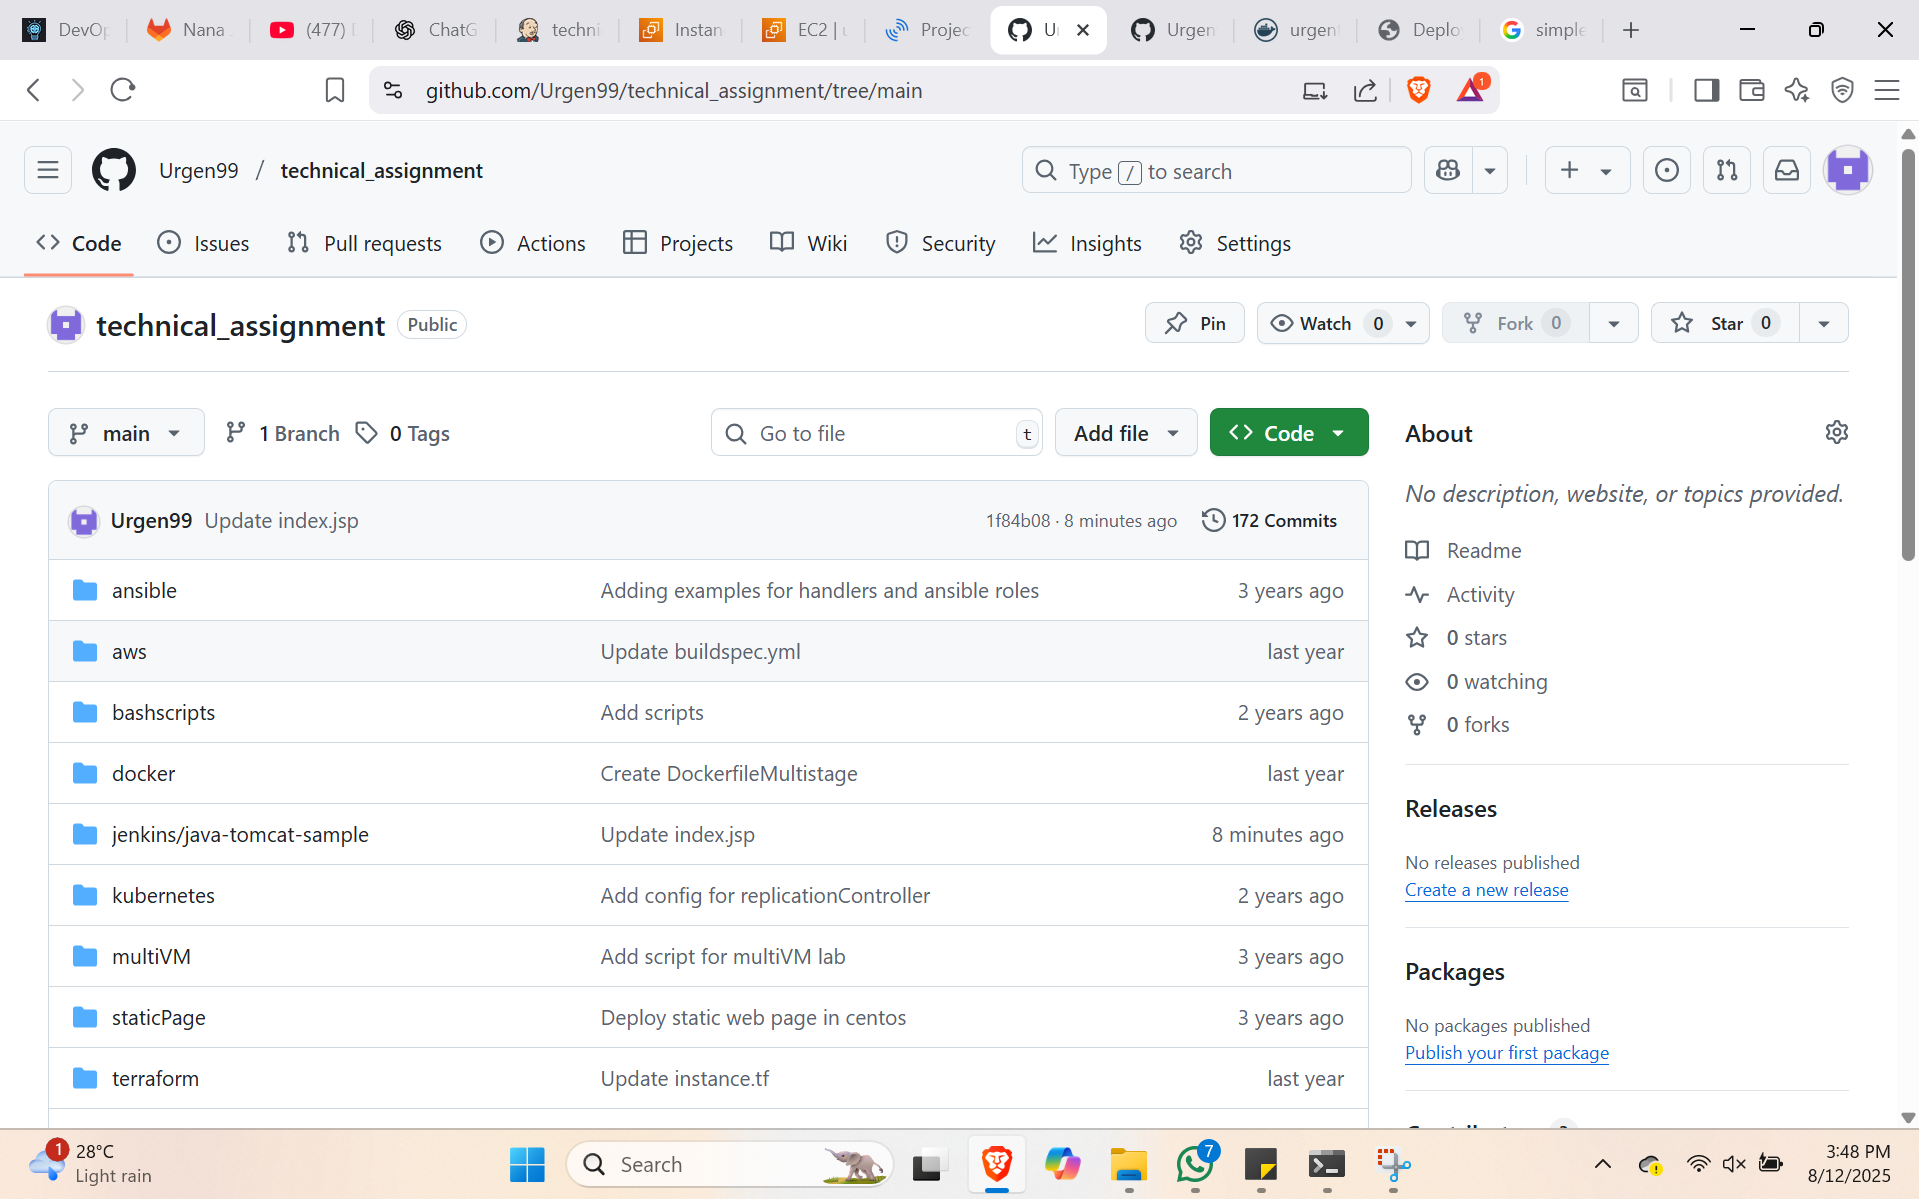 DevOp
Nana
(477)
ChatG
techni
Instan
EC2 | u
Projec
Ur
Urgen
urgent
Deplo
simple
github.com/Urgen99/technical_assignment/tree/main
1
Urgen99 / technical_assignment
Type / to search
Code
Issues
Pull requests
Actions
Projects
Wiki
Security
Insights
Settings
technical_assignment Public
Pin
Watch 0
Fork 0
Star 0
main
1 Branch
0 Tags
Go to file t
Add file
Code
Urgen99 Update index.jsp 1f84b08 · 8 minutes ago 172 Commits
ansible Adding examples for handlers and ansible roles 3 years ago
aws Update buildspec.yml last year
bashscripts Add scripts 2 years ago
docker Create DockerfileMultistage last year
jenkins/java-tomcat-sample Update index.jsp 8 minutes ago
kubernetes Add config for replicationController 2 years ago
multiVM Add script for multiVM lab 3 years ago
staticPage Deploy static web page in centos 3 years ago
terraform Update instance.tf last year
About
No description, website, or topics provided.
Readme
Activity
0 stars
0 watching
0 forks
Releases
No releases published
Create a new release
Packages
No packages published
Publish your first package
1
28°C
Light rain
Search
7
3:48 PM
8/12/2025